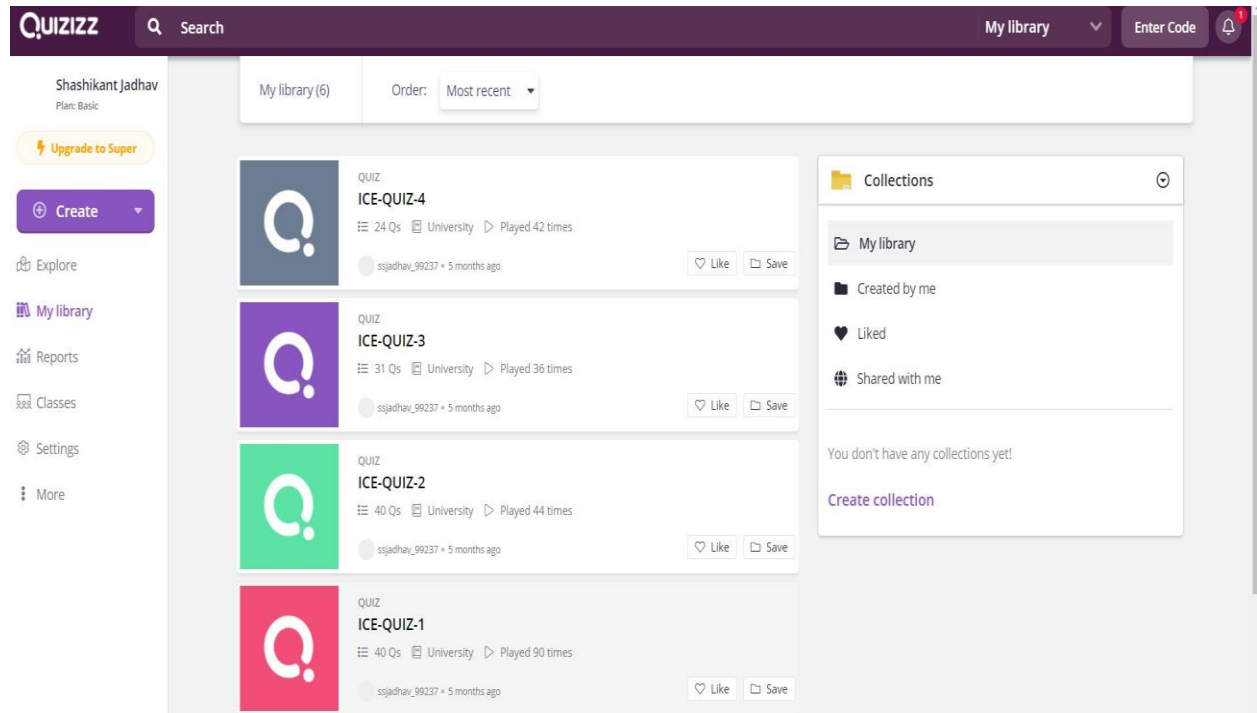 QUIZIZZ Search My library Enter Code 1
Shashikant Jadhav
Plan: Basic
Upgrade to Super
Create
Explore
My library
Reports
Classes
Settings
More
My library (6) Order: Most recent
QUIZ
ICE-QUIZ-4
24 Qs University Played 42 times
ssjadhav_99237 • 5 months ago Like Save
QUIZ
ICE-QUIZ-3
31 Qs University Played 36 times
ssjadhav_99237 • 5 months ago Like Save
QUIZ
ICE-QUIZ-2
40 Qs University Played 44 times
ssjadhav_99237 • 5 months ago Like Save
QUIZ
ICE-QUIZ-1
40 Qs University Played 90 times
ssjadhav_99237 • 5 months ago Like Save
Collections
My library
Created by me
Liked
Shared with me
You don't have any collections yet!
Create collection